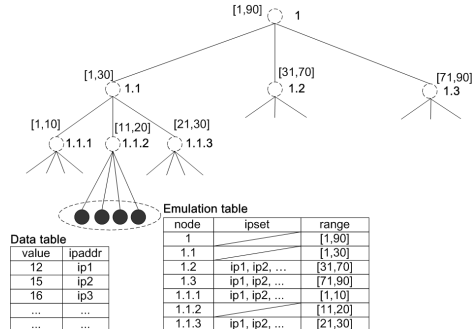 [1,90] 1
[1,30] 1.1
[31,70] 1.2
[71,90] 1.3
[1,10] 1.1.1
[11,20] 1.1.2
[21,30] 1.1.3
Data table
value ipaddr
12 ip1
15 ip2
16 ip3
... ...
... ...
Emulation table
node ipset range
1 [1,90]
1.1 [1,30]
1.2 ip1, ip2, ... [31,70]
1.3 ip1, ip2, ... [71,90]
1.1.1 ip1, ip2, ... [1,10]
1.1.2 [11,20]
1.1.3 ip1, ip2, ... [21,30]